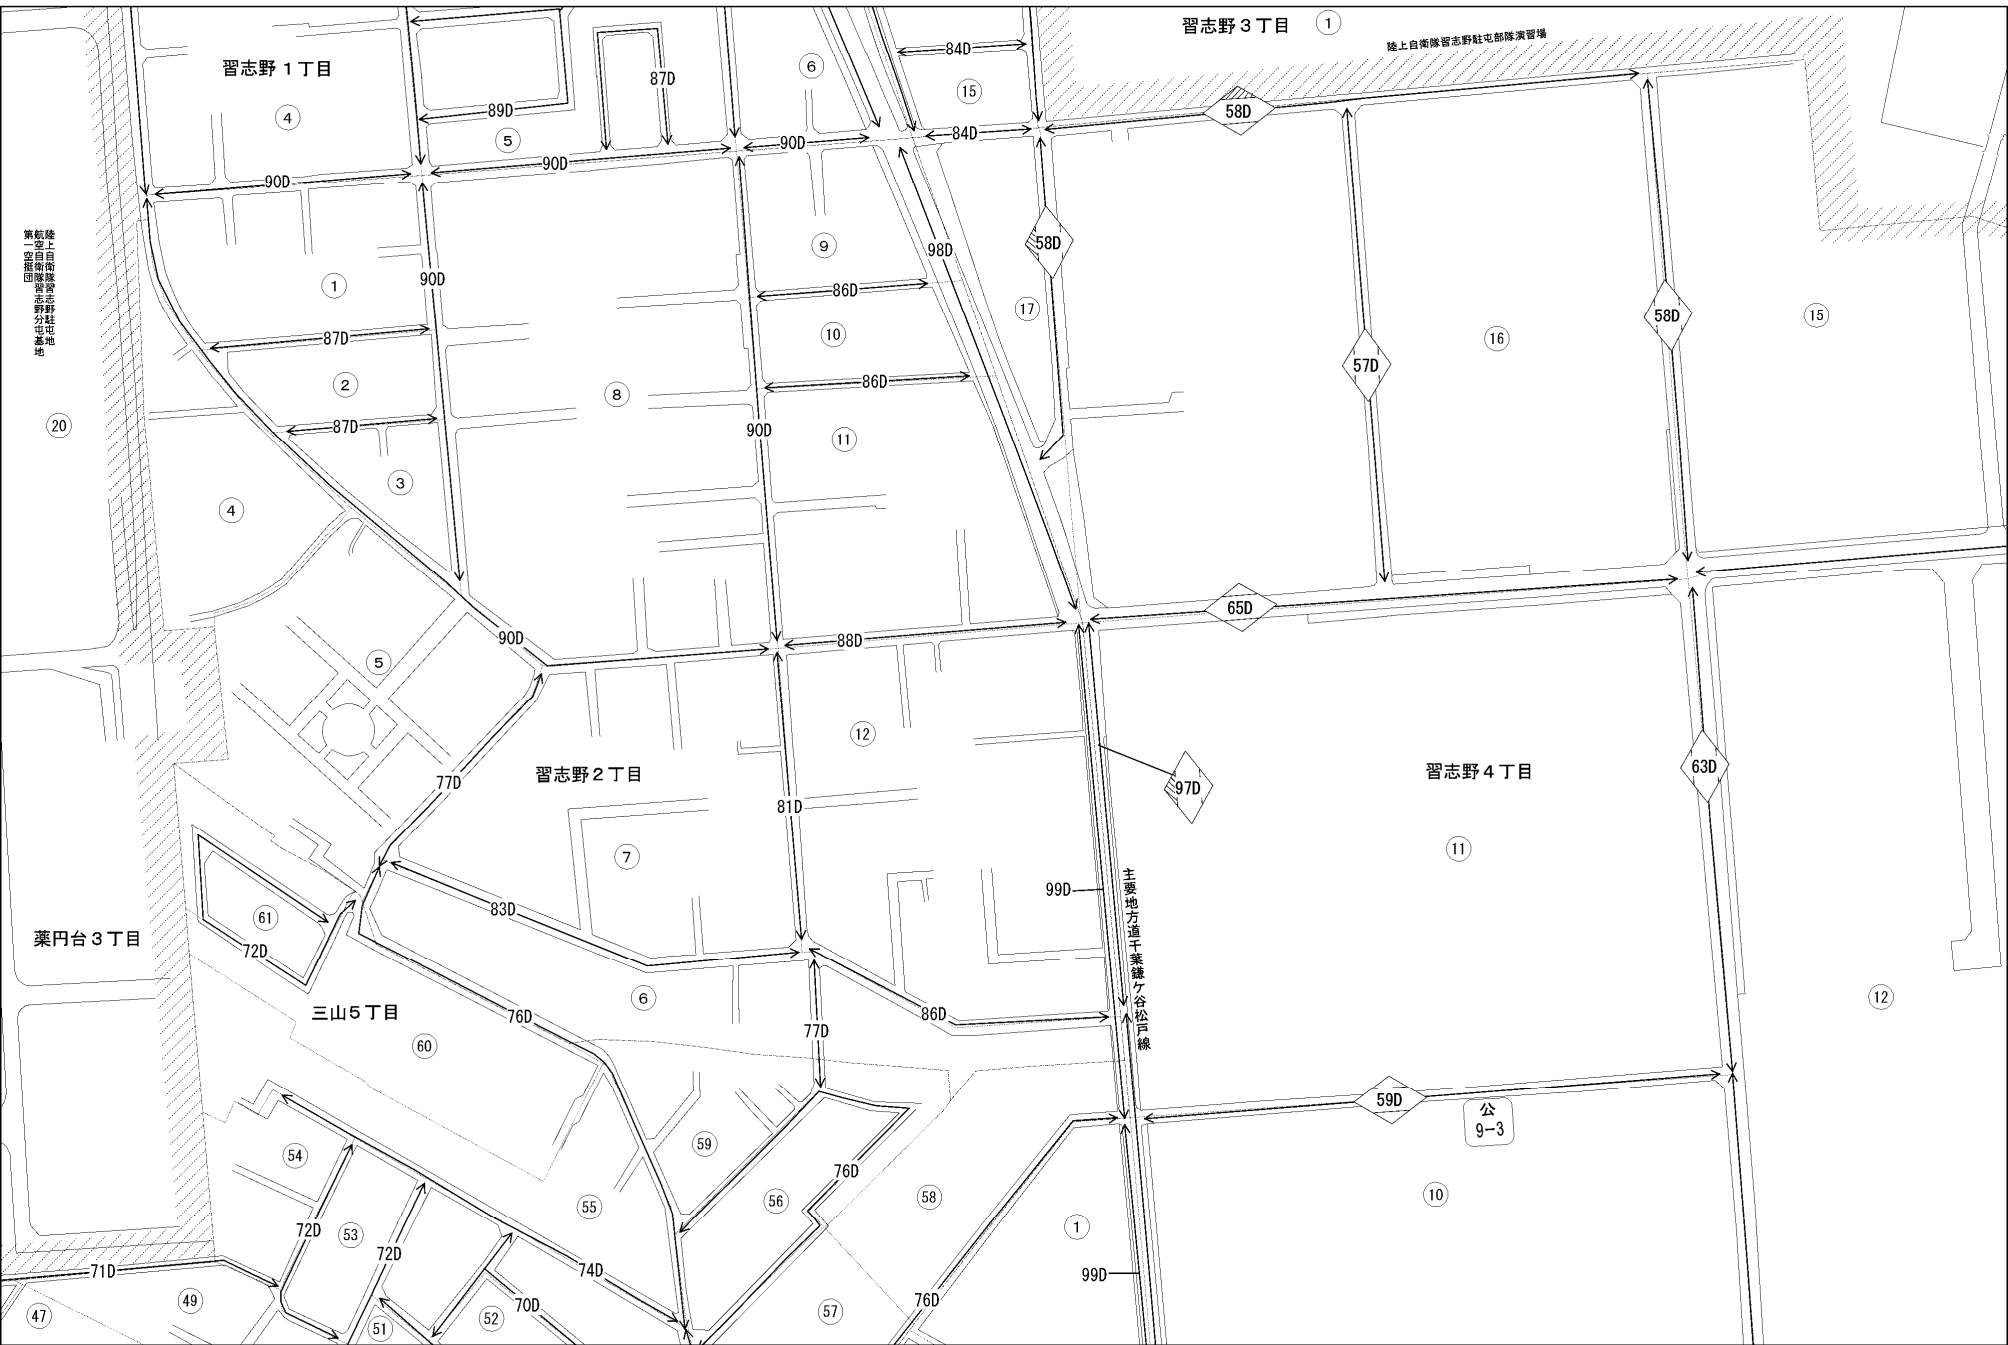 習志野3丁目
①
陸上自衛隊習志野駐屯部隊演習場
習志野1丁目
⑥
84D
⑮
87D
89D
④
⑤
58D
90D
90D
90D
84D
陸上自衛隊習志野駐屯地
航空自衛隊習志野分屯基地
第一空挺団
⑨
98D
58D
①
90D
86D
⑰
58D
⑮
87D
⑩
⑯
57D
②
86D
⑧
⑳
87D
90D
⑪
③
④
65D
90D
88D
⑤
⑫
63D
習志野2丁目
習志野4丁目
77D
97D
81D
⑦
⑪
99D
主要地方道千葉鎌ケ谷松戸線
83D
61
薬円台3丁目
72D
⑥
⑫
三山5丁目
76D
86D
77D
60
59D
公
9-3
54
59
76D
56
58
⑩
55
①
72D
53
72D
71D
74D
99D
49
70D
76D
47
51
52
57